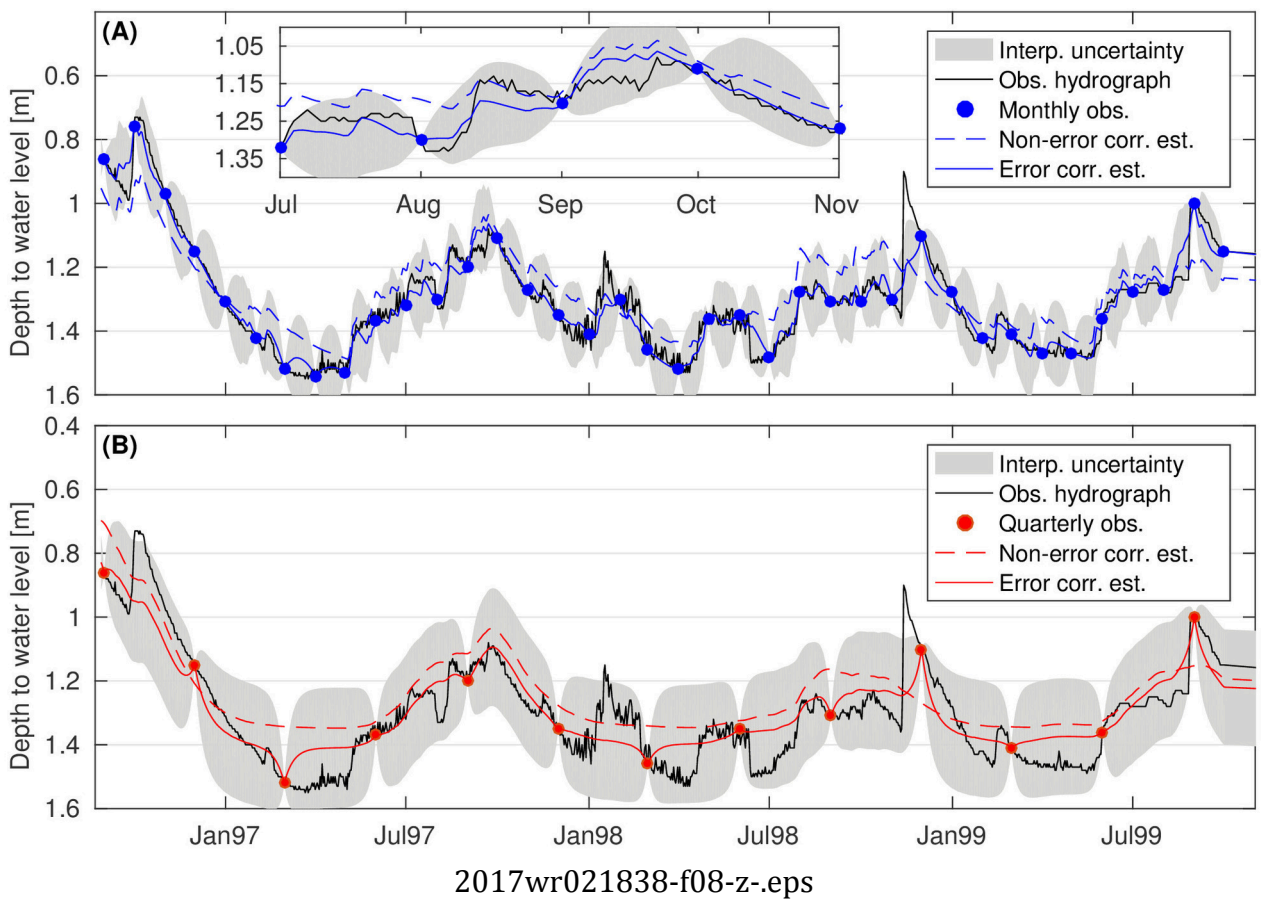 (A)
1.05
1.15
1.25
1.35
Jul
Aug
Sep
Oct
Nov
Interp. uncertainty
Obs. hydrograph
Monthly obs.
Non-error corr. est.
Error corr. est.
Depth to water level [m]
0.6
0.8
1
1.2
1.4
1.6
(B)
Interp. uncertainty
Obs. hydrograph
Quarterly obs.
Non-error corr. est.
Error corr. est.
Depth to water level [m]
0.4
0.6
0.8
1
1.2
1.4
1.6
Jan97
Jul97
Jan98
Jul98
Jan99
Jul99
2017wr021838-f08-z-.eps